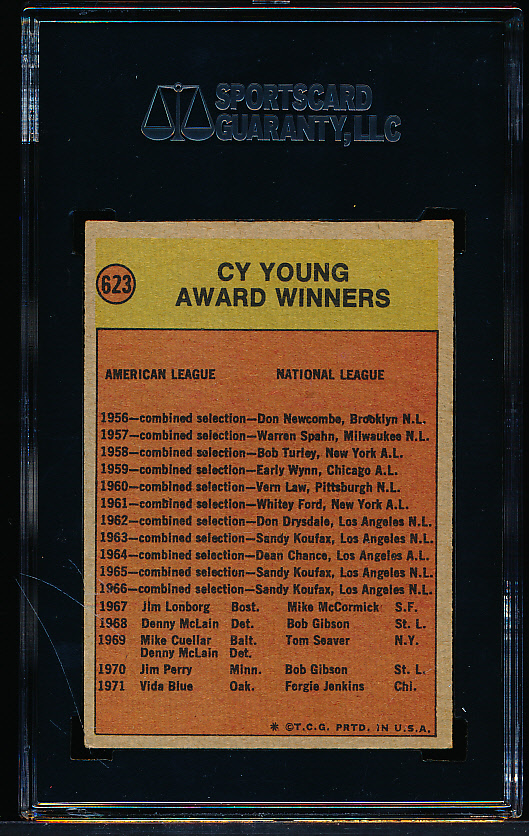 SPORTSCARD
GUARANTY, LLC
623
CY YOUNG
AWARD WINNERS
AMERICAN LEAGUE NATIONAL LEAGUE
1956—combined selection—Don Newcombe, Brooklyn N.L.
1957—combined selection—Warren Spahn, Milwaukee N.L.
1958—combined selection—Bob Turley, New York A.L.
1959—combined selection—Early Wynn, Chicago A.L.
1960—combined selection—Vern Law, Pittsburgh N.L.
1961—combined selection—Whitey Ford, New York A.L.
1962—combined selection—Don Drysdale, Los Angeles N.L.
1963—combined selection—Sandy Koufax, Los Angeles N.L.
1964—combined selection—Dean Chance, Los Angeles A.L.
1965—combined selection—Sandy Koufax, Los Angeles N.L.
1966—combined selection—Sandy Koufax, Los Angeles N.L.
1967 Jim Lonborg Bost. Mike McCormick S.F.
1968 Denny McLain Det. Bob Gibson St. L.
1969 Mike Cuellar Balt. Tom Seaver N.Y.
Denny McLain Det.
1970 Jim Perry Minn. Bob Gibson St. L.
1971 Vida Blue Oak. Fergie Jenkins Chi.
* ©T.C.G. PRTD. IN U.S.A.